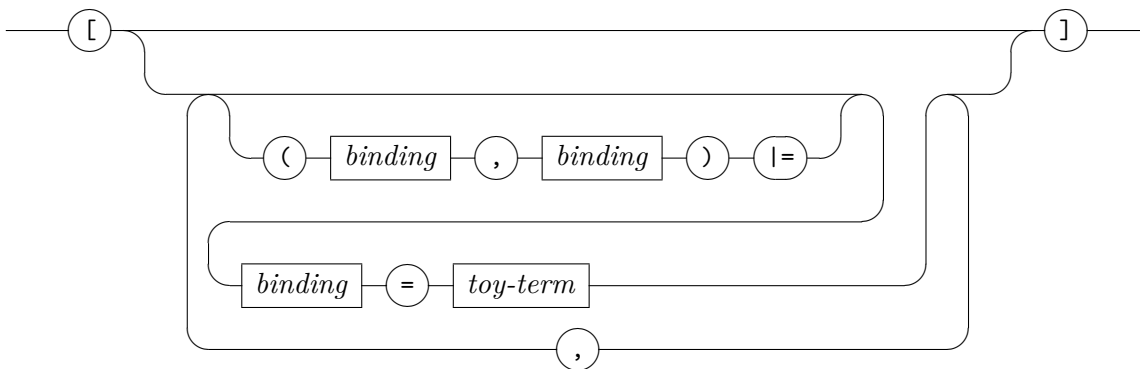 [ ]
( binding , binding ) |=
binding = toy-term
,